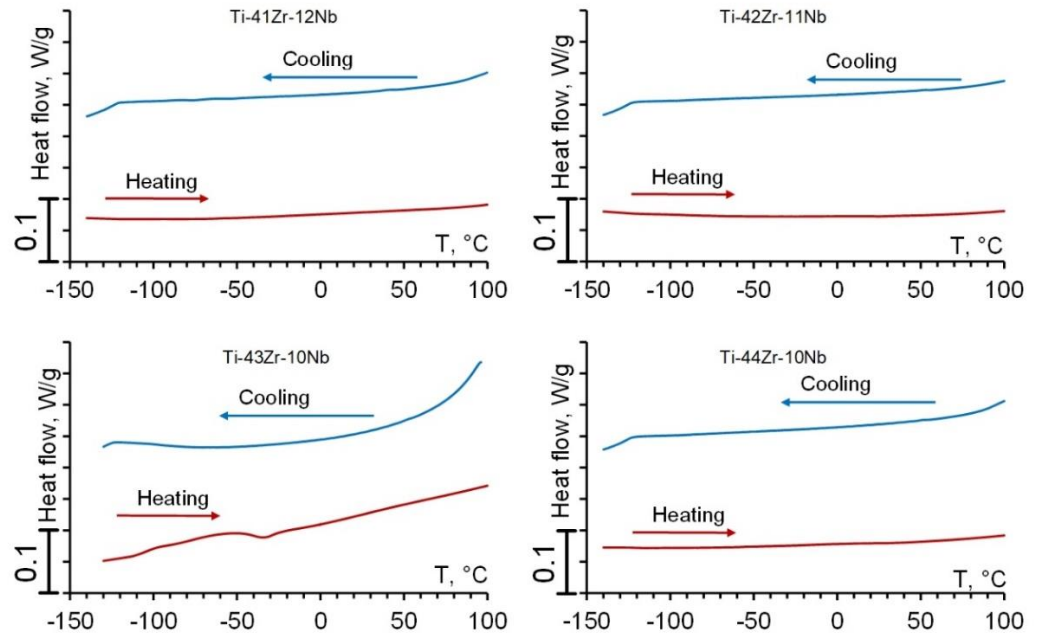 Ti-41Zr-12Nb
Heat flow, W/g
Cooling
Heating
0.1
T, °C
-150 -100 -50 0 50 100
Ti-42Zr-11Nb
Heat flow, W/g
Cooling
Heating
0.1
T, °C
-150 -100 -50 0 50 100
Ti-43Zr-10Nb
Heat flow, W/g
Cooling
Heating
0.1
T, °C
-150 -100 -50 0 50 100
Ti-44Zr-10Nb
Heat flow, W/g
Cooling
Heating
0.1
T, °C
-150 -100 -50 0 50 100